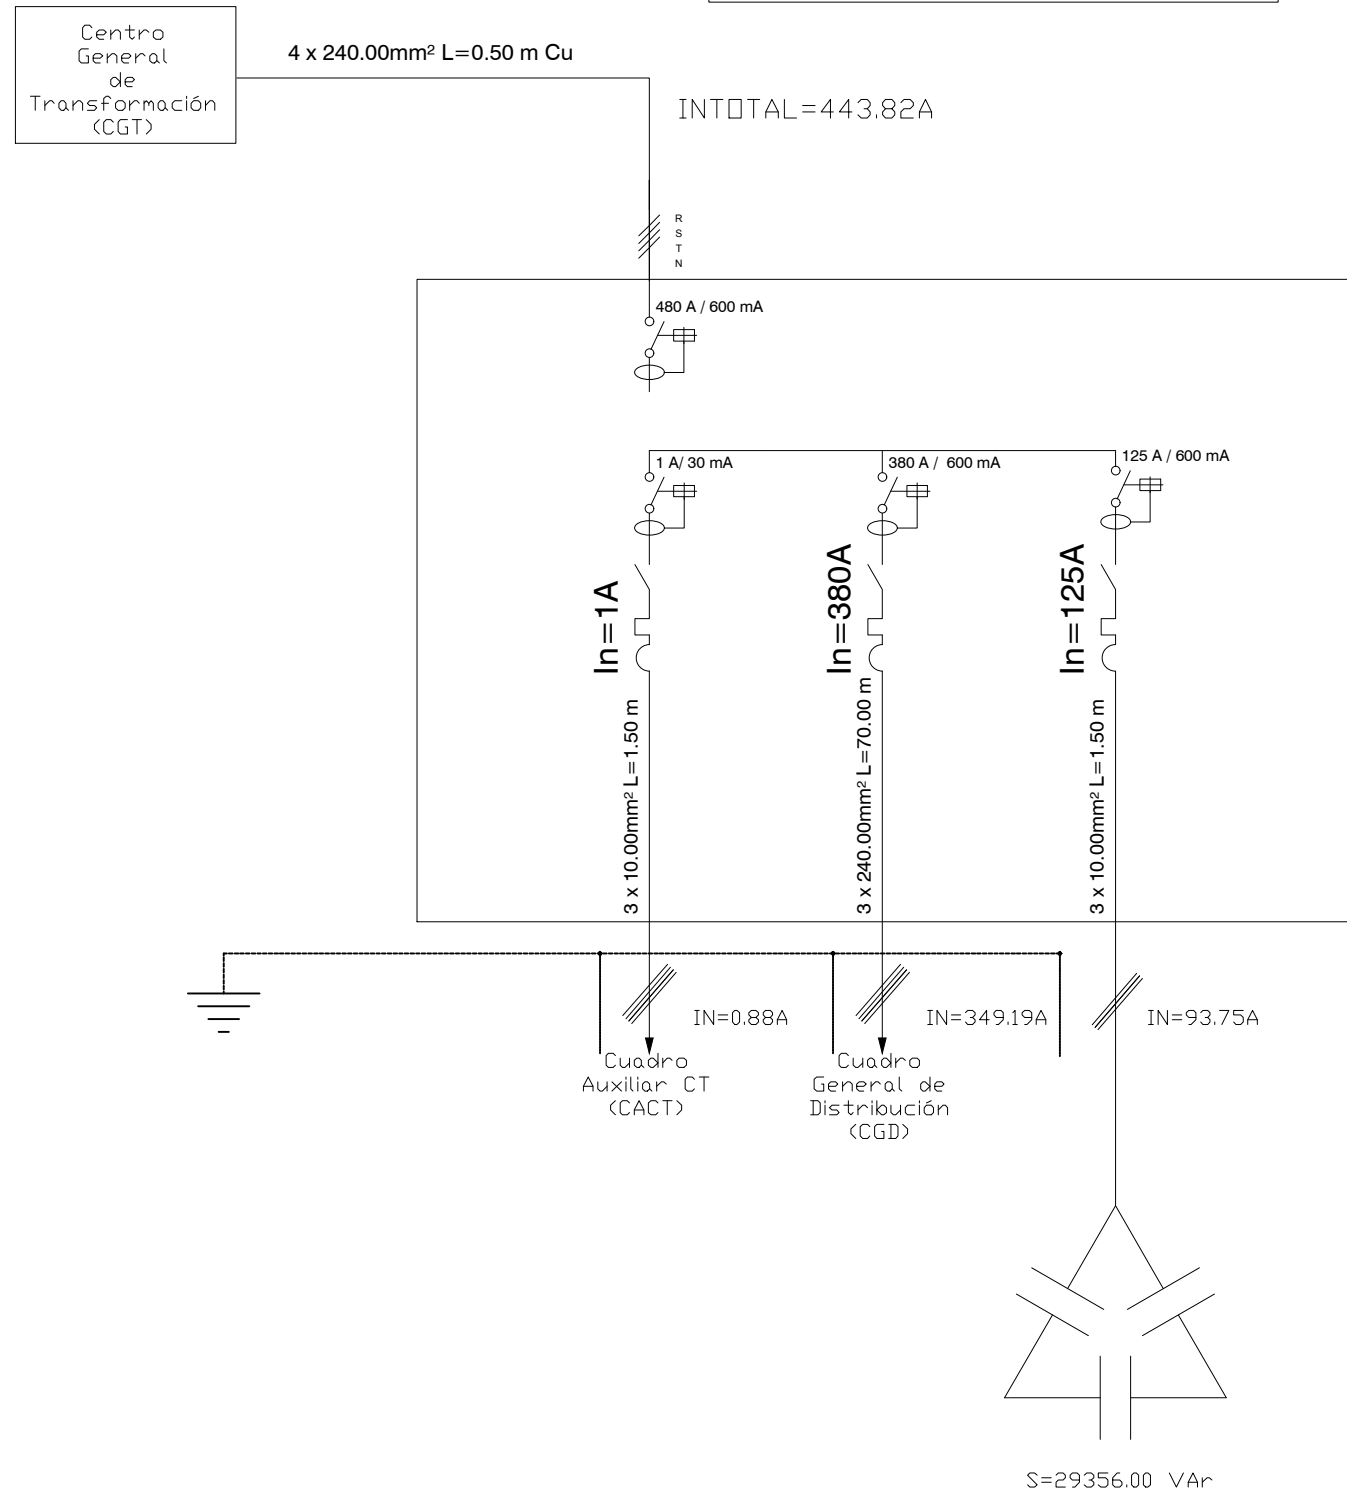 Centro
General
de
Transformación
(CGT)
4 x 240.00mm² L=0.50 m Cu
INTOTAL=443.82A
R
S
T
N
480 A / 600 mA
1 A/ 30 mA
380 A /  600 mA
125 A / 600 mA
In=1A
In=380A
In=125A
3 x 10.00mm² L=1.50 m
3 x 240.00mm² L=70.00 m
3 x 10.00mm² L=1.50 m
IN=0.88A
IN=349.19A
IN=93.75A
Cuadro
Auxiliar CT
(CACT)
Cuadro
General de
Distribución
(CGD)
S=29356.00 VAr